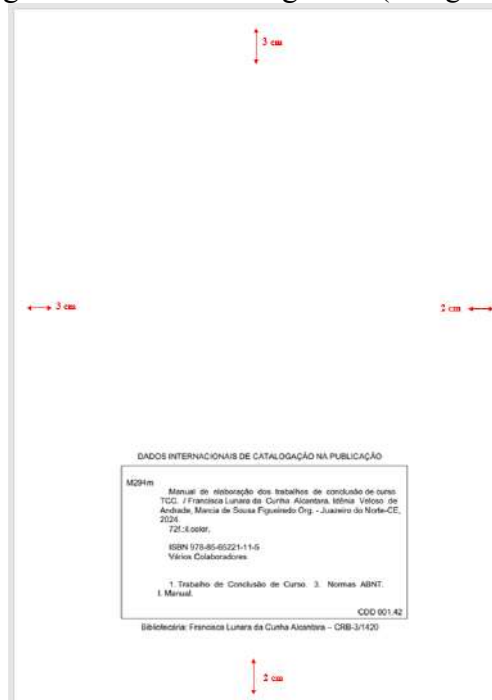 3 cm
3 cm
2 cm
DADOS INTERNACIONAIS DE CATALOGAÇÃO NA PUBLICAÇÃO
M294m
Manual de elaboração dos trabalhos de conclusão de curso
TCC. / Francisca Lunara da Cunha Alcantara, Idênia Veloso de
Andrade, Marcia de Sousa Figueiredo Org. - Juazeiro do Norte-CE,
2024.
72f.:il.color.
ISBN 978-85-65221-11-5
Vários Colaboradores
1. Trabalho de Conclusão de Curso. 3. Normas ABNT.
I. Manual.
CDD 001.42
Bibliotecária: Francisca Lunara da Cunha Alcantara – CRB-3/1420
2 cm